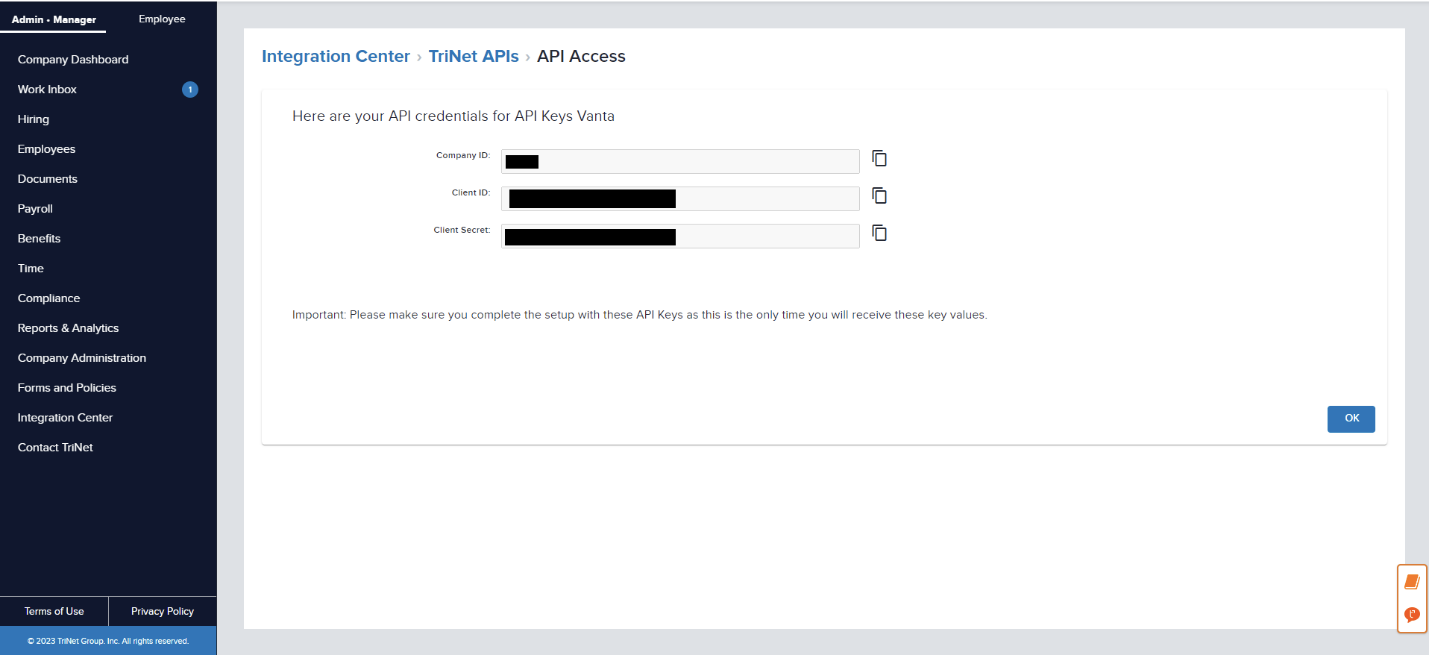 Admin • Manager
Employee
Company Dashboard
Work Inbox
1
Hiring
Employees
Documents
Payroll
Benefits
Time
Compliance
Reports & Analytics
Company Administration
Forms and Policies
Integration Center
Contact TriNet
Terms of Use
Privacy Policy
© 2023 TriNet Group, Inc. All rights reserved.
Integration Center › TriNet APIs › API Access
Here are your API credentials for API Keys Vanta
Company ID:
Client ID:
Client Secret:
Important: Please make sure you complete the setup with these API Keys as this is the only time you will receive these key values.
OK